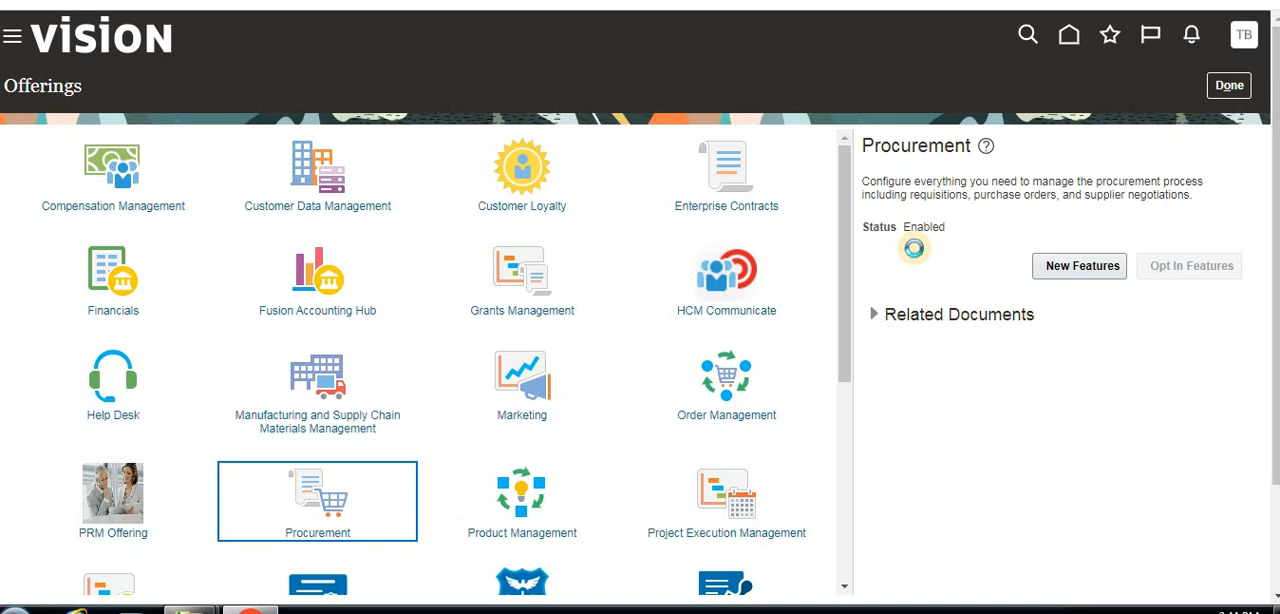 VISION
TB
Offerings
Done
Compensation Management
Customer Data Management
Customer Loyalty
Enterprise Contracts
Financials
Fusion Accounting Hub
Grants Management
HCM Communicate
Help Desk
Manufacturing and Supply Chain
Materials Management
Marketing
Order Management
PRM Offering
Procurement
Product Management
Project Execution Management
Procurement
Configure everything you need to manage the procurement process
including requisitions, purchase orders, and supplier negotiations.
Status Enabled
New Features
Opt In Features
Related Documents